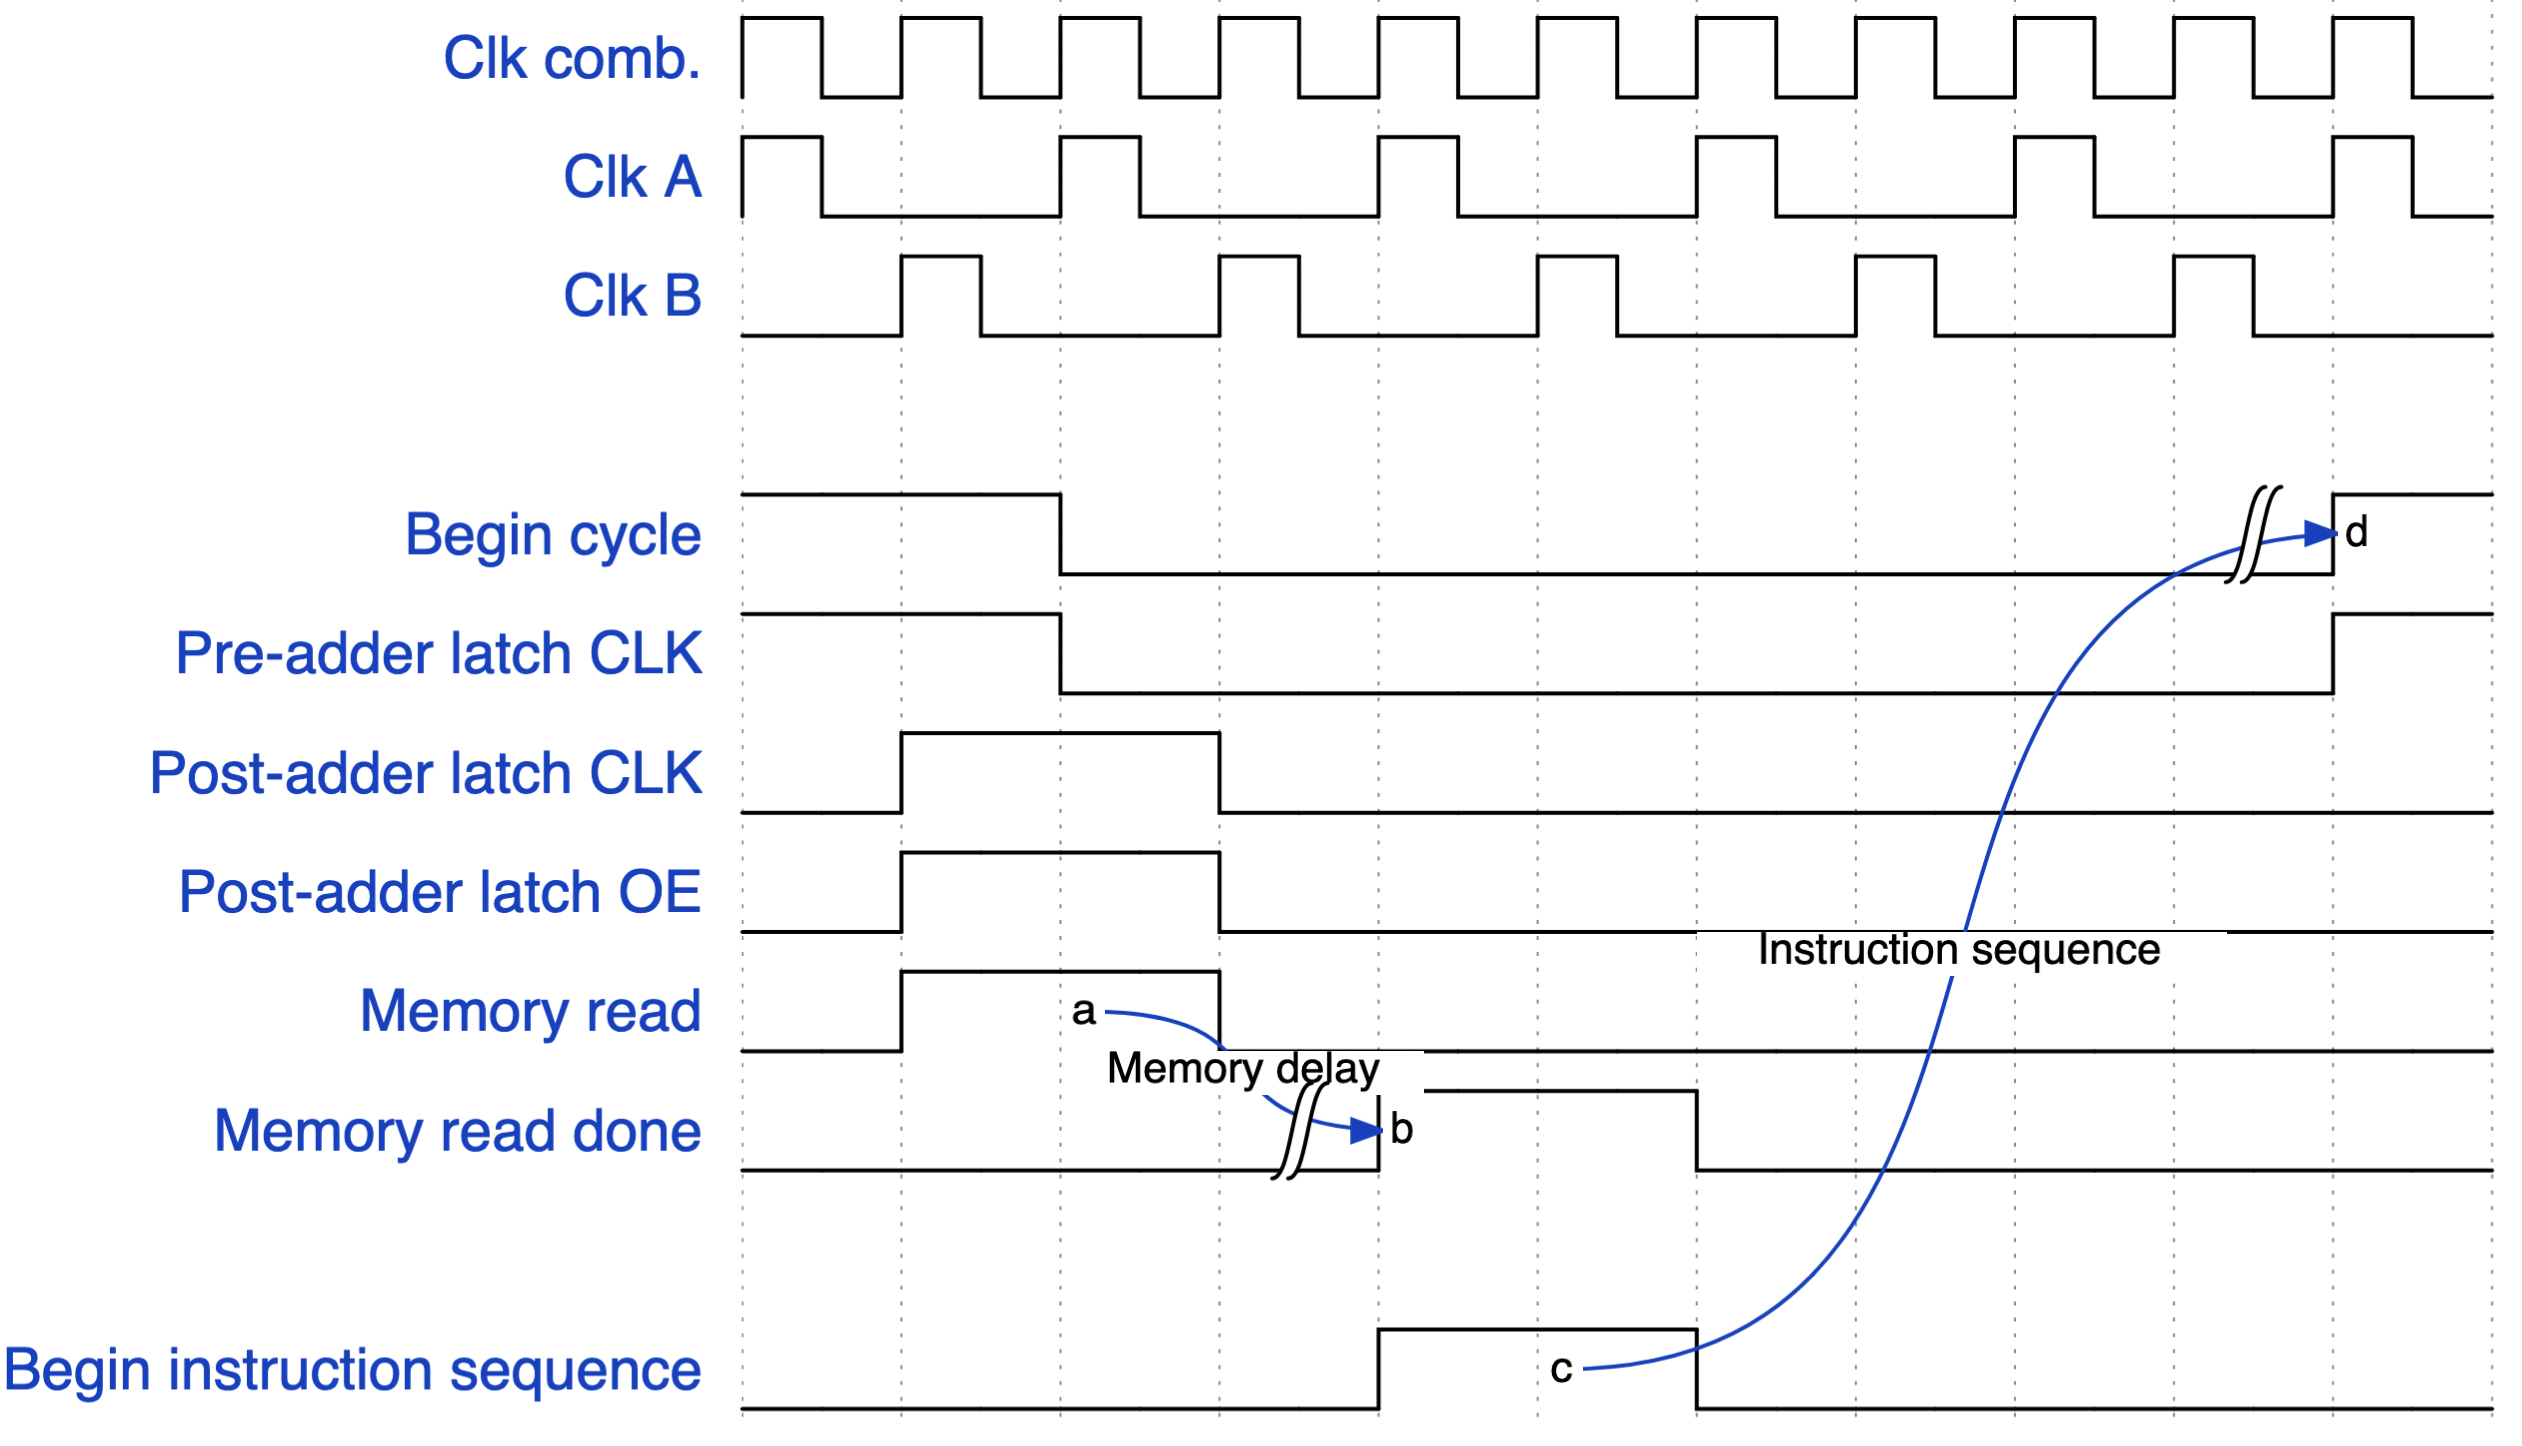 Clk comb.
Clk A
Clk B
Begin cycle
d
Pre-adder latch CLK
Post-adder latch CLK
Post-adder latch OE
Instruction sequence
Memory read
a
Memory delay
Memory read done
b
Begin instruction sequence
c